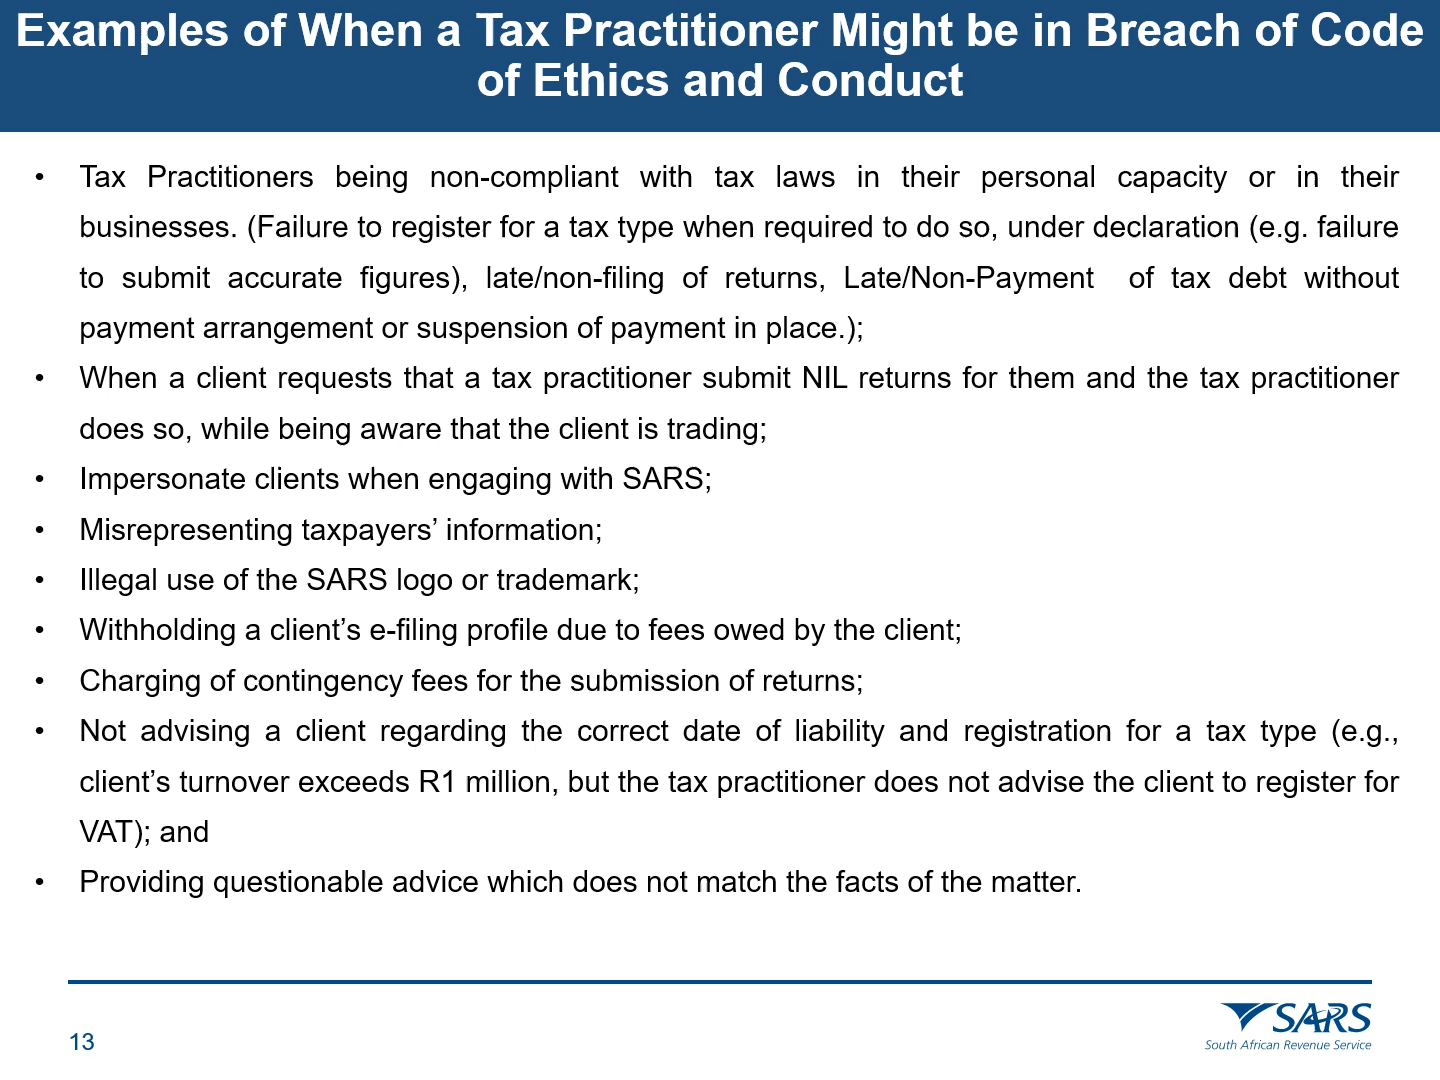 Examples of When a Tax Practitioner Might be in Breach of Code
of Ethics and Conduct
• Tax Practitioners being non-compliant with tax laws in their personal capacity or in their
businesses. (Failure to register for a tax type when required to do so, under declaration (e.g. failure
to submit accurate figures), late/non-filing of returns, Late/Non-Payment of tax debt without
payment arrangement or suspension of payment in place.);
• When a client requests that a tax practitioner submit NIL returns for them and the tax practitioner
does so, while being aware that the client is trading;
• Impersonate clients when engaging with SARS;
• Misrepresenting taxpayers’ information;
• Illegal use of the SARS logo or trademark;
• Withholding a client’s e-filing profile due to fees owed by the client;
• Charging of contingency fees for the submission of returns;
• Not advising a client regarding the correct date of liability and registration for a tax type (e.g.,
client’s turnover exceeds R1 million, but the tax practitioner does not advise the client to register for
VAT); and
• Providing questionable advice which does not match the facts of the matter.
13
SARS
South African Revenue Service